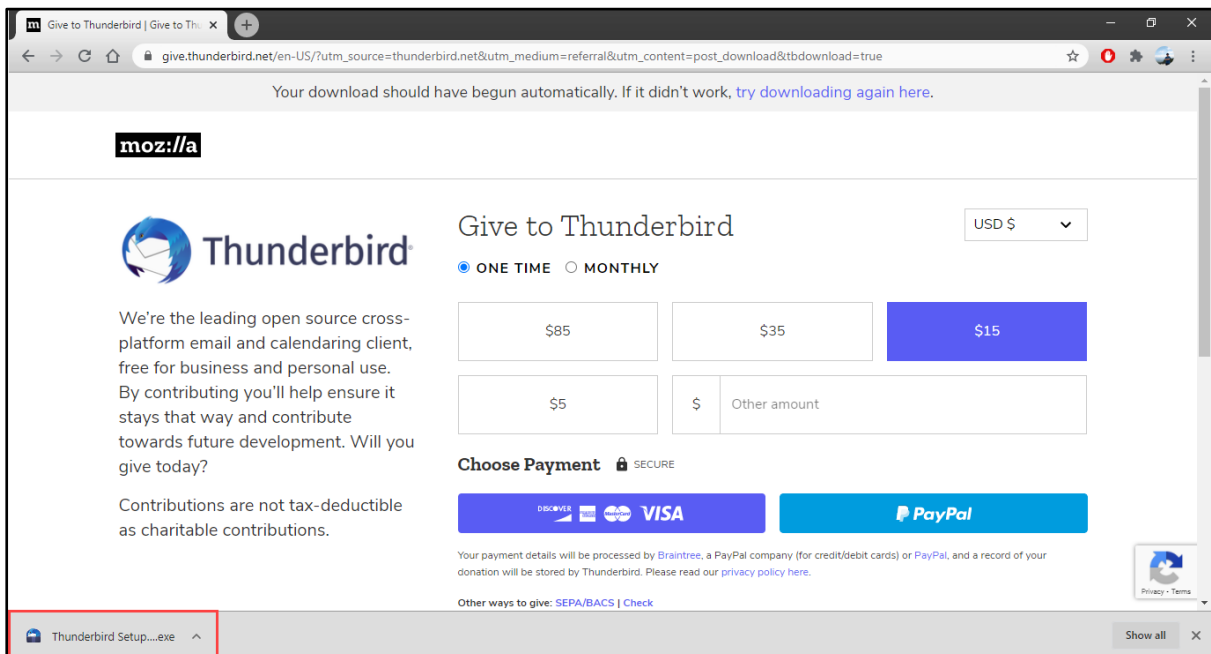 Give to Thunderbird | Give to Thu
give.thunderbird.net/en-US/?utm_source=thunderbird.net&utm_medium=referral&utm_content=post_download&tbdownload=true
Your download should have begun automatically. If it didn't work, try downloading again here.
moz://a
Thunderbird
We're the leading open source cross-
platform email and calendaring client,
free for business and personal use.
By contributing you'll help ensure it
stays that way and contribute
towards future development. Will you
give today?
Contributions are not tax-deductible
as charitable contributions.
Give to Thunderbird
USD $
ONE TIME MONTHLY
$85 $35 $15
$5 $ Other amount
Choose Payment SECURE
DISCOVER MasterCard VISA PayPal
Your payment details will be processed by Braintree, a PayPal company (for credit/debit cards) or PayPal, and a record of your
donation will be stored by Thunderbird. Please read our privacy policy here.
Other ways to give: SEPA/BACS | Check
Privacy - Terms
Thunderbird Setup....exe
Show all